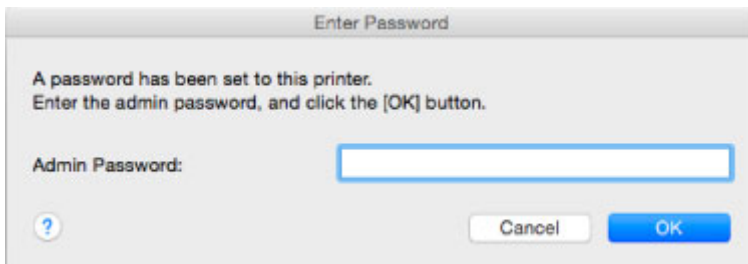 Enter Password
A password has been set to this printer.
Enter the admin password, and click the [OK] button.
Admin Password:
?
Cancel
OK